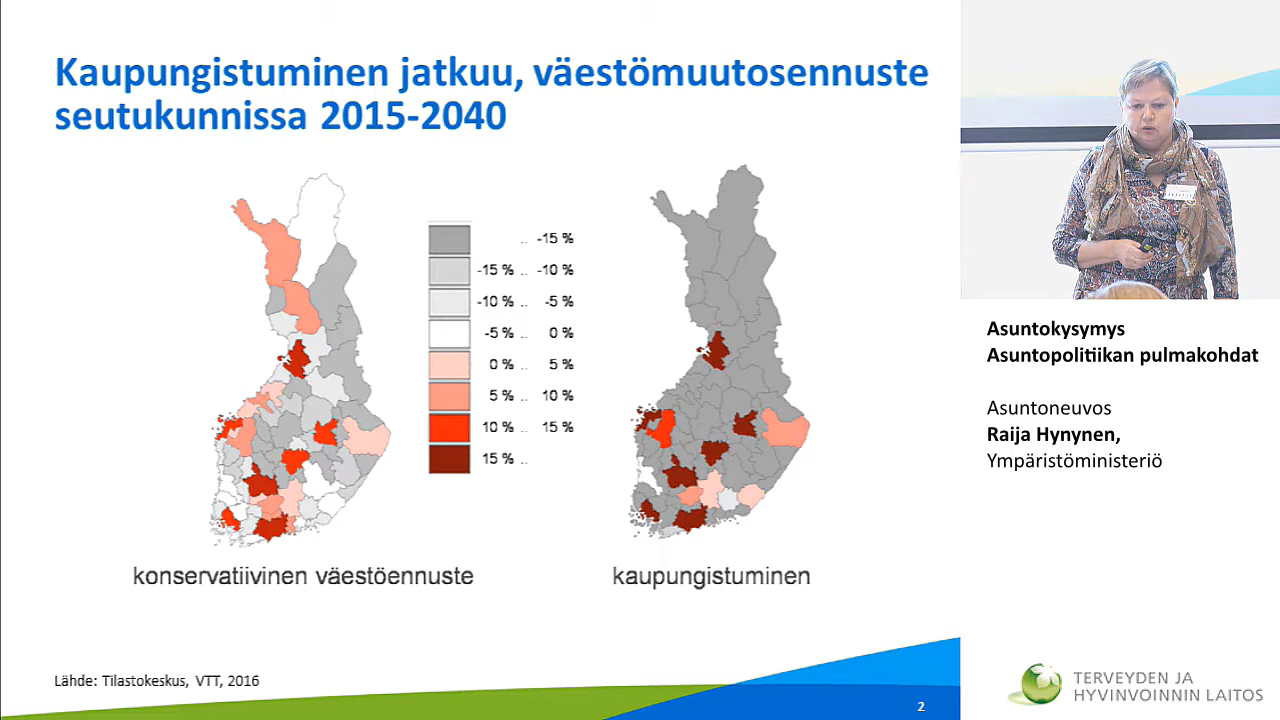 Kaupungistuminen jatkuu, väestömuutosennuste
seutukunnissa 2015-2040
.. -15 %
-15 % .. -10 %
-10 % .. -5 %
-5 % .. 0 %
0 % .. 5 %
5 % .. 10 %
10 % .. 15 %
15 % ..
konservatiivinen väestöennuste
kaupungistuminen
Lähde: Tilastokeskus, VTT, 2016
2
Asuntokysymys
Asuntopolitiikan pulmakohdat
Asuntoneuvos
Raija Hynynen,
Ympäristöministeriö
TERVEYDEN JA
HYVINVOINNIN LAITOS